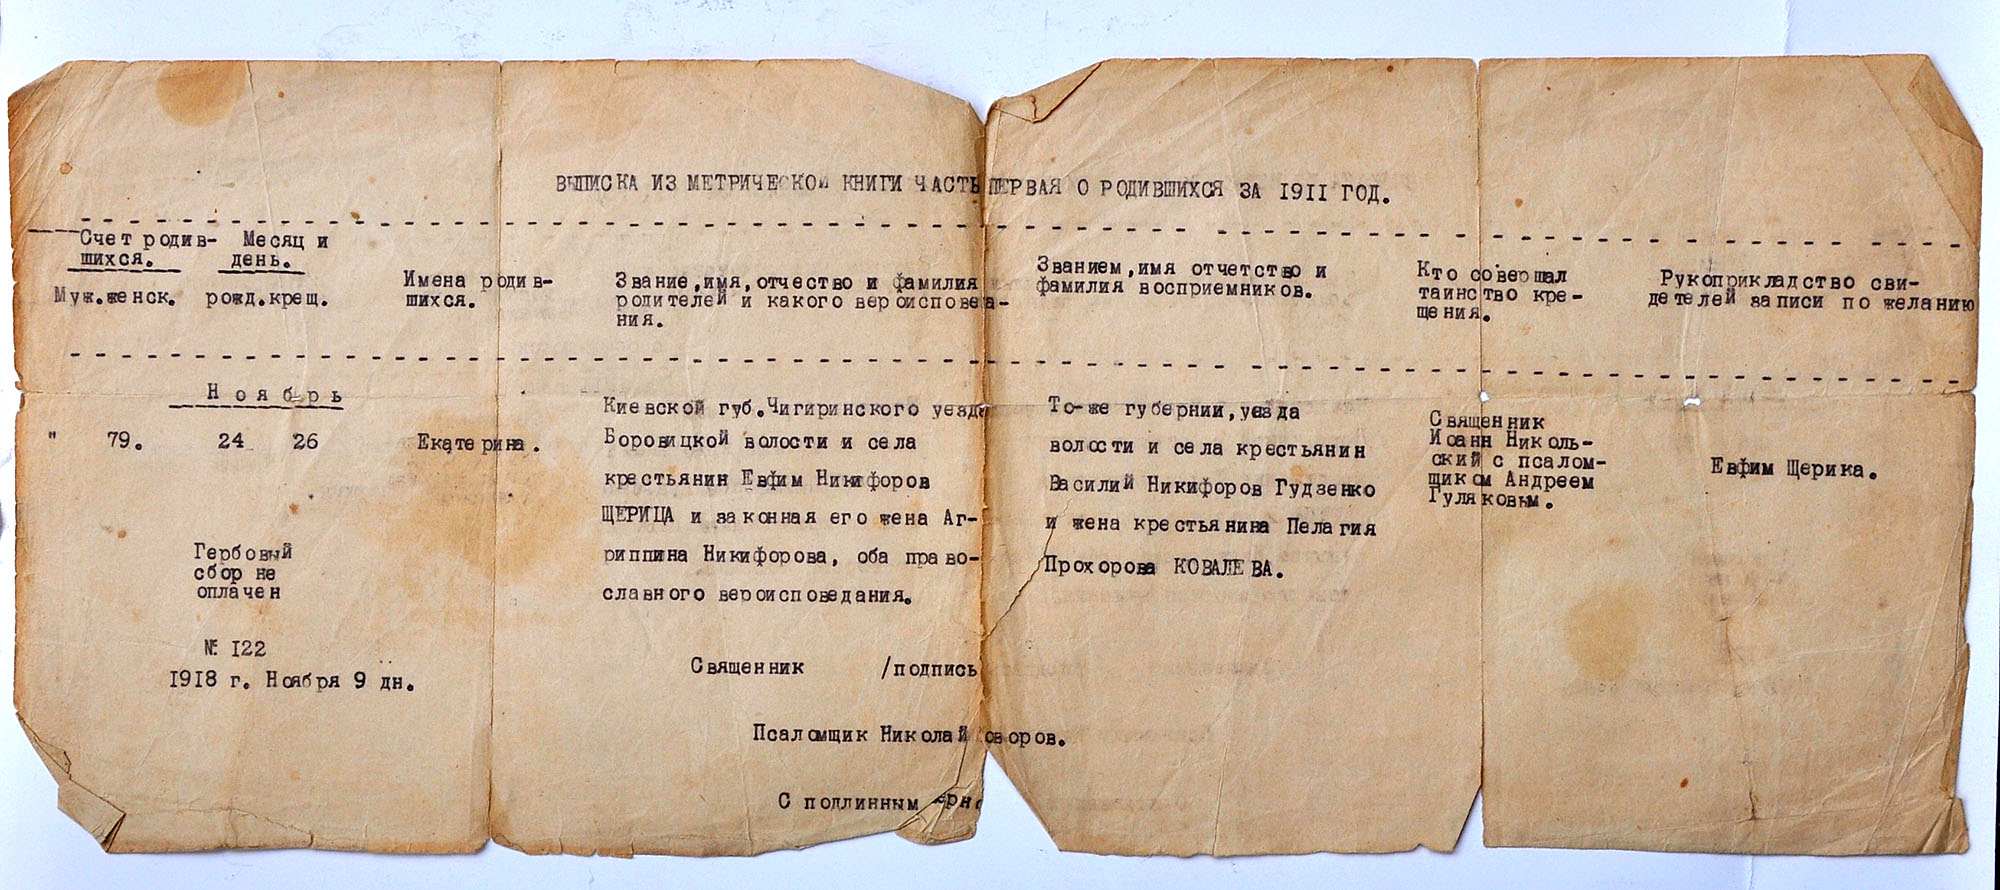 ВЫПИСКА ИЗ МЕТРИЧЕСКОЙ КНИГИ ЧАСТЬ ПЕРВАЯ О РОДИВШИХСЯ ЗА 1911 ГОД.
Счет родив-
шихся.
Муж.женск.
Месяц и
день.
рожд.крещ.
Имена родив-
шихся.
Звание,имя,отчество и фамилия
родителей и какого вероисповеда-
ния.
Званием,имя отчетство и
фамилия восприемников.
Кто совершал
таинство кре-
щения.
Рукоприкладство сви-
детелей записи по желанию
Ноябрь
" 79. 24 26
Екатерина.
Киевской губ.Чигиринского уезда
Боровицкой волости и села
крестьянин Евфим Никифоров
ЩЕРИЦА и законная его жена Аг-
риппина Никифорова, оба право-
славного вероисповедания.
То-же губернии,уезда
волости и села крестьянин
Василий Никифоров Гудзенко
и жена крестьянина Пелагия
Прохорова КОВАЛЕВА.
Священник
Иоанн Николь-
ский с псалом-
щиком Андреем
Гуляковым.
Евфим Щерика.
Гербовый
сбор не
оплачен
№ 122
1918 г. Ноября 9 дн.
Священник /подпись
Псаломщик Николай
С подлинным